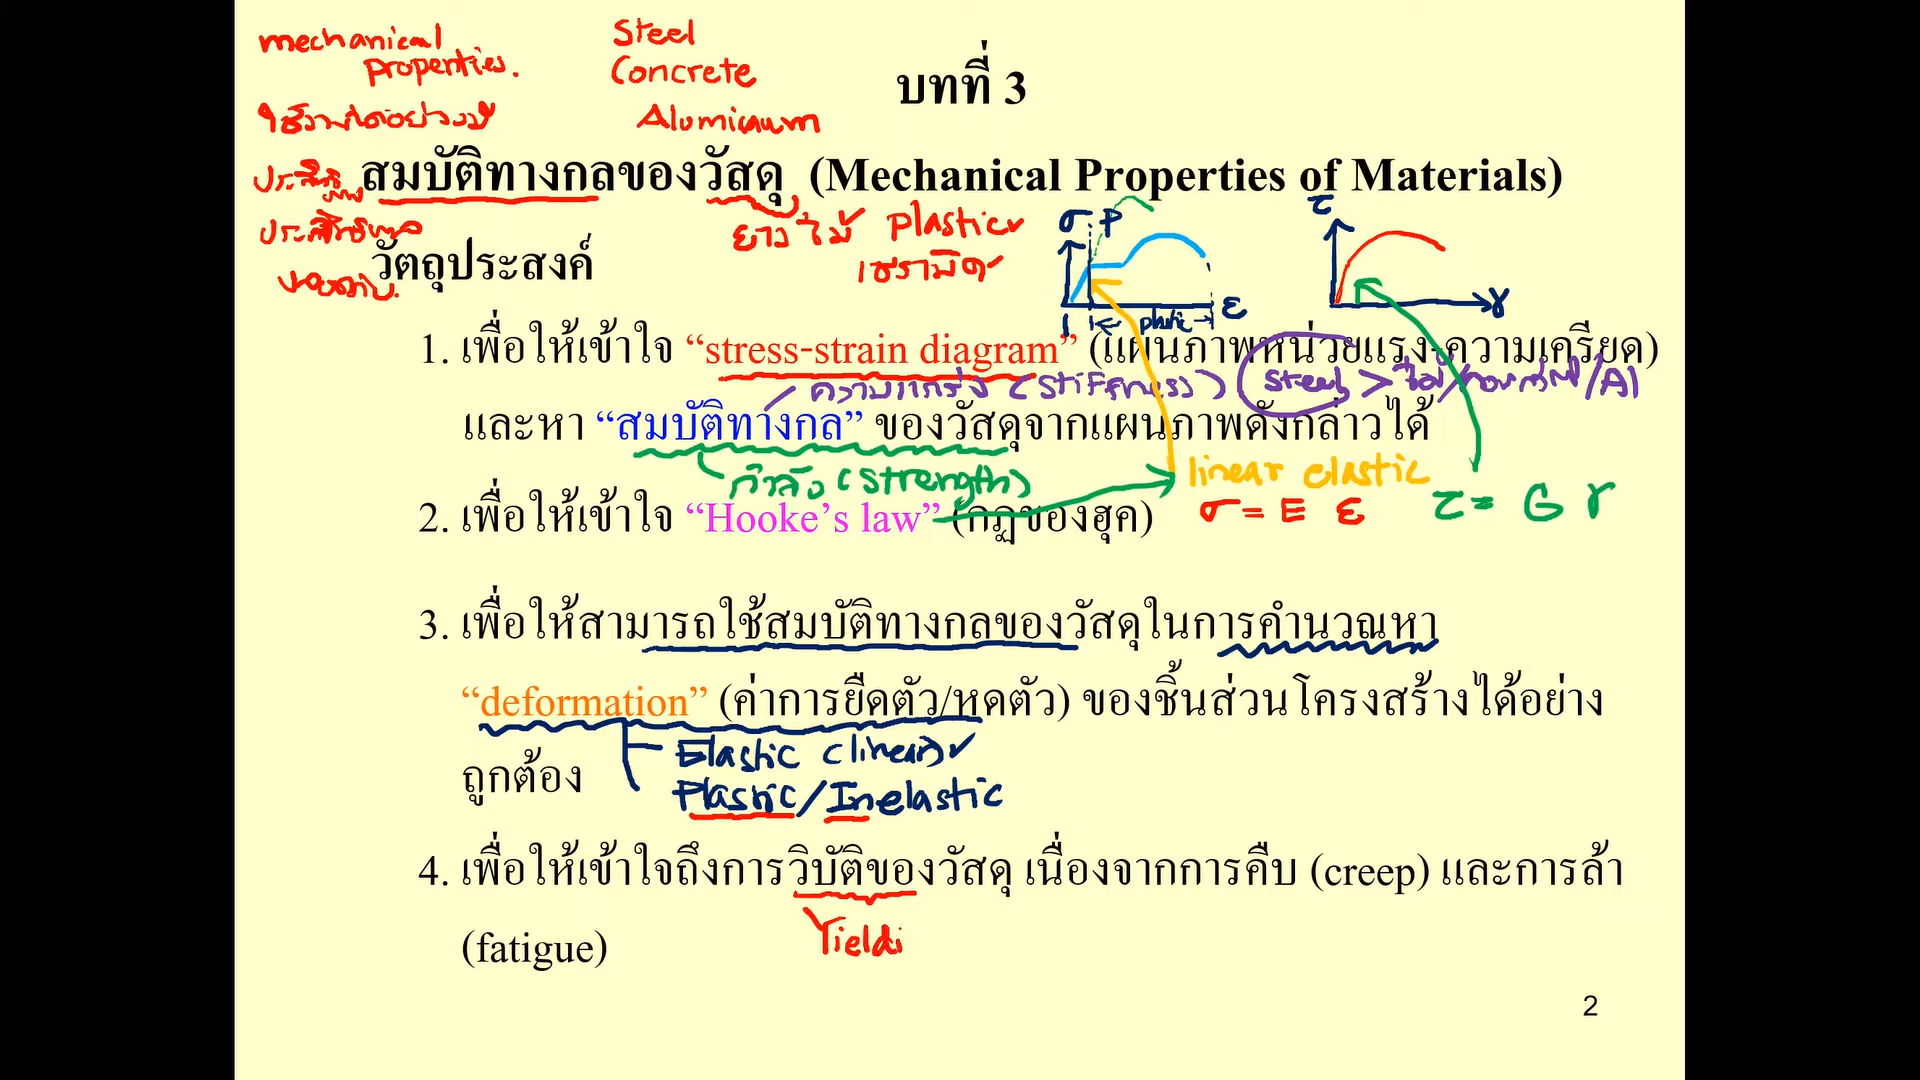 mechanical properties.
Steel
Concrete
Alumicnum
บทที่ 3
สมบัติทางกลของวัสดุ (Mechanical Properties of Materials)
ยาง ไม้ Plastic
เซรามิค
σ P
ε
plastic
τ
γ
วัตถุประสงค์
1. เพื่อให้เข้าใจ “stress-strain diagram” (แผนภาพหน่วยแรง-ความเครียด)
ความแกร่ง (Stiffness) Steel > ไม้/คอนกรีต/Al
และหา “สมบัติทางกล” ของวัสดุจากแผนภาพดังกล่าวได้
กำลัง (Strength)
linear elastic
2. เพื่อให้เข้าใจ “Hooke’s law” (กฎของฮุค)
σ = E ε
τ = G γ
3. เพื่อให้สามารถใช้สมบัติทางกลของวัสดุในการคำนวณหา
“deformation” (ค่าการยืดตัว/หดตัว) ของชิ้นส่วนโครงสร้างได้อย่าง
Elastic (linear)
ถูกต้อง
Plastic/Inelastic
4. เพื่อให้เข้าใจถึงการวิบัติของวัสดุ เนื่องจากการคืบ (creep) และการล้า
Yieldi
(fatigue)
2